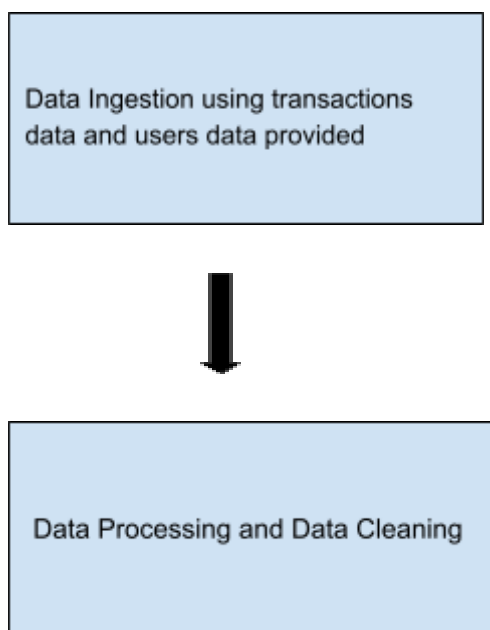 Data Ingestion using transactions
data and users data provided
Data Processing and Data Cleaning